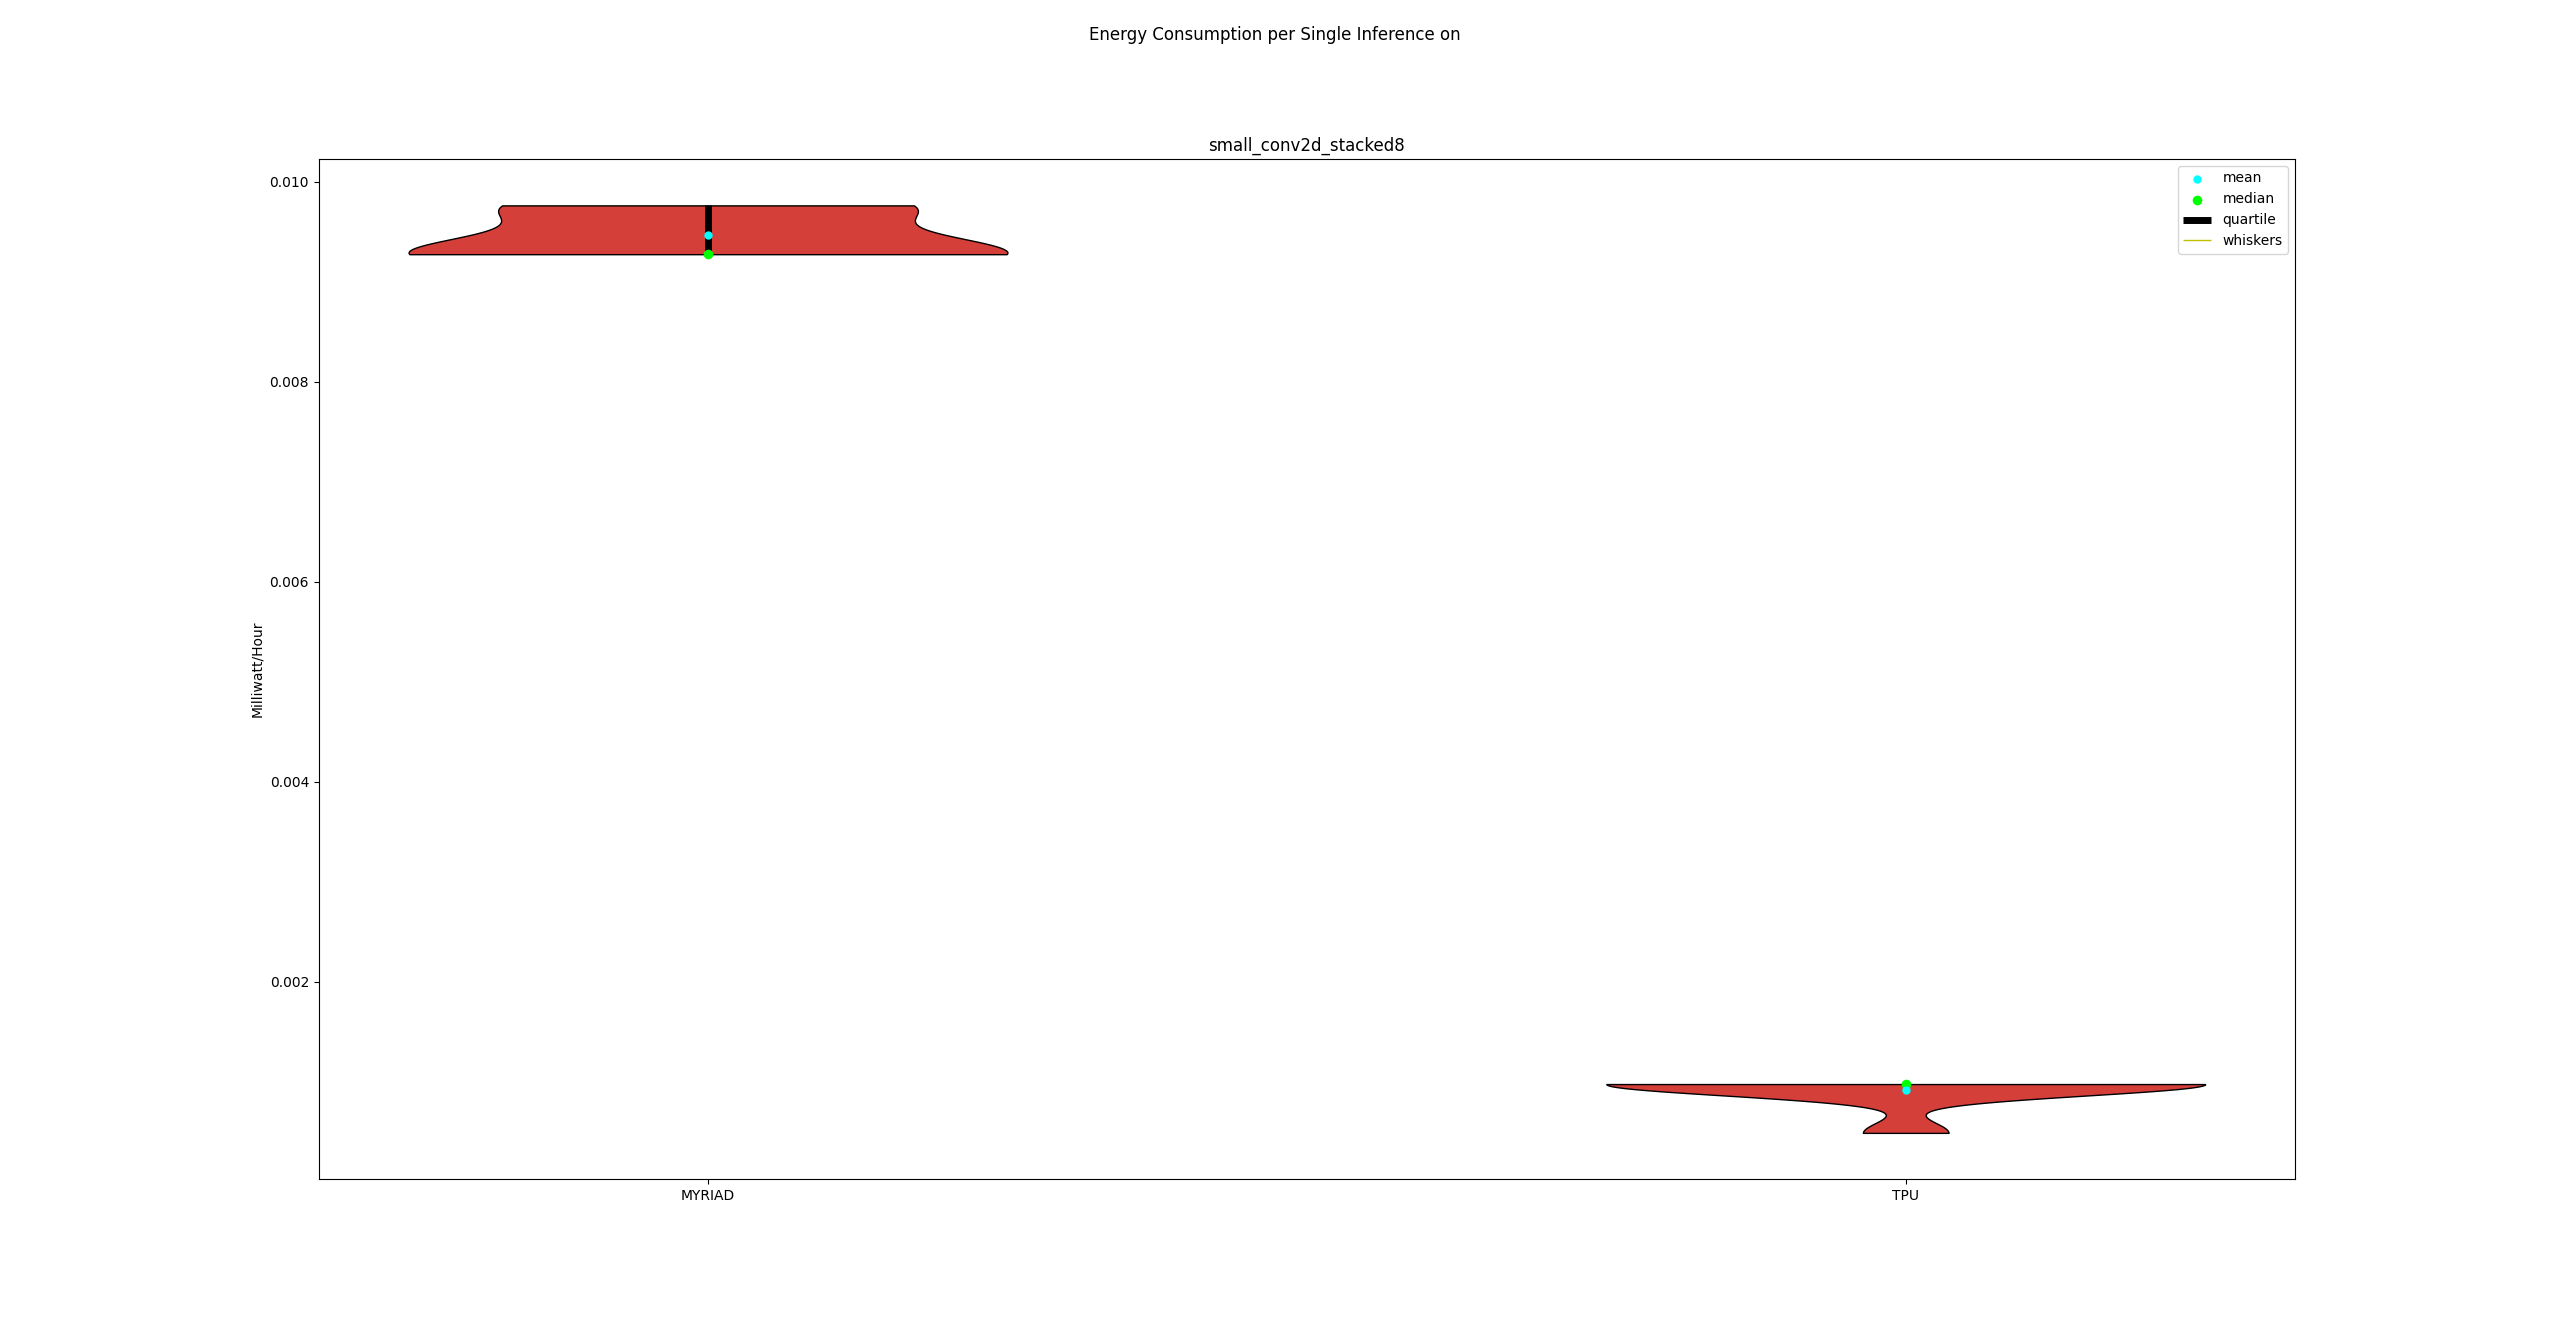 Energy Consumption per Single Inference on
small_conv2d_stacked8
mean
median
quartile
whiskers
0.010
0.008
0.006
0.004
0.002
Milliwatt/Hour
MYRIAD
TPU